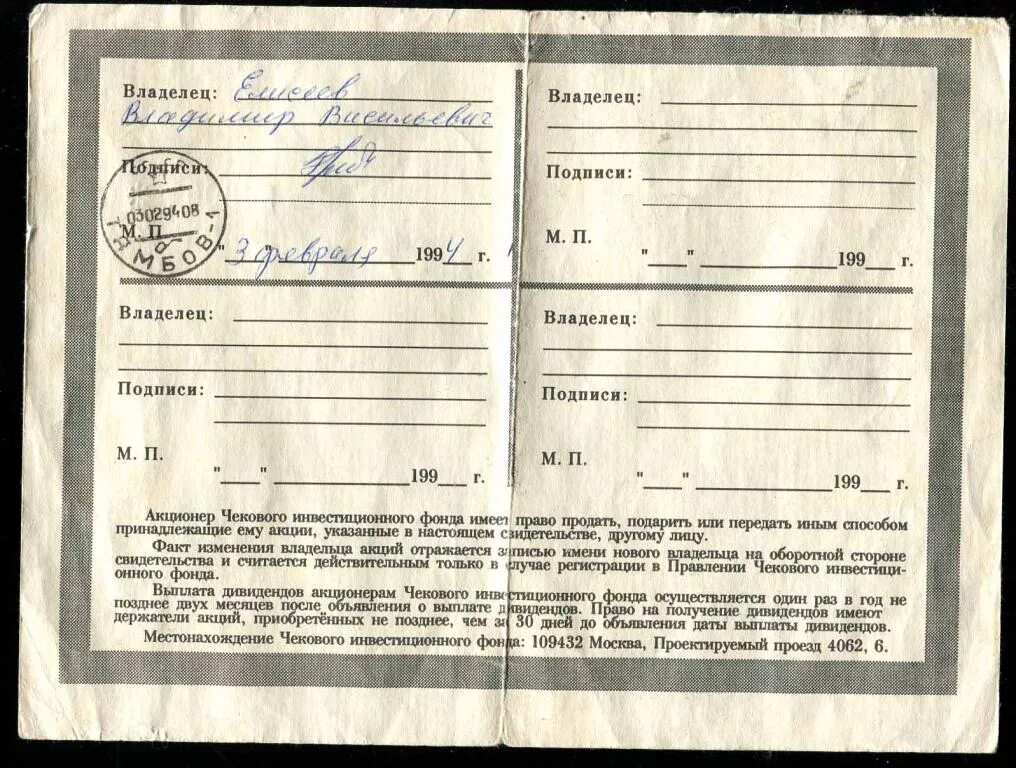 Владелец: Елисеев
Владимир Васильевич
Подписи:
03029408
М. П.
ТАМБОВ-1
"3" февраля 1994 г.
Владелец:
Подписи:
М. П.
"___" 199__ г.
Владелец:
Подписи:
М. П.
"___" 199__ г.
Владелец:
Подписи:
М. П.
"___" 199__ г.
Акционер Чекового инвестиционного фонда имеет право продать, подарить или передать иным способом
принадлежащие ему акции, указанные в настоящем свидетельстве, другому лицу.
Факт изменения владельца акций отражается записью имени нового владельца на оборотной стороне
свидетельства и считается действительным только в случае регистрации в Правлении Чекового инвестици-
онного фонда.
Выплата дивидендов акционерам Чекового инвестиционного фонда осуществляется один раз в год не
позднее двух месяцев после объявления о выплате дивидендов. Право на получение дивидендов имеют
держатели акций, приобретённых не позднее, чем за 30 дней до объявления даты выплаты дивидендов.
Местонахождение Чекового инвестиционного фонда: 109432 Москва, Проектируемый проезд 4062, 6.